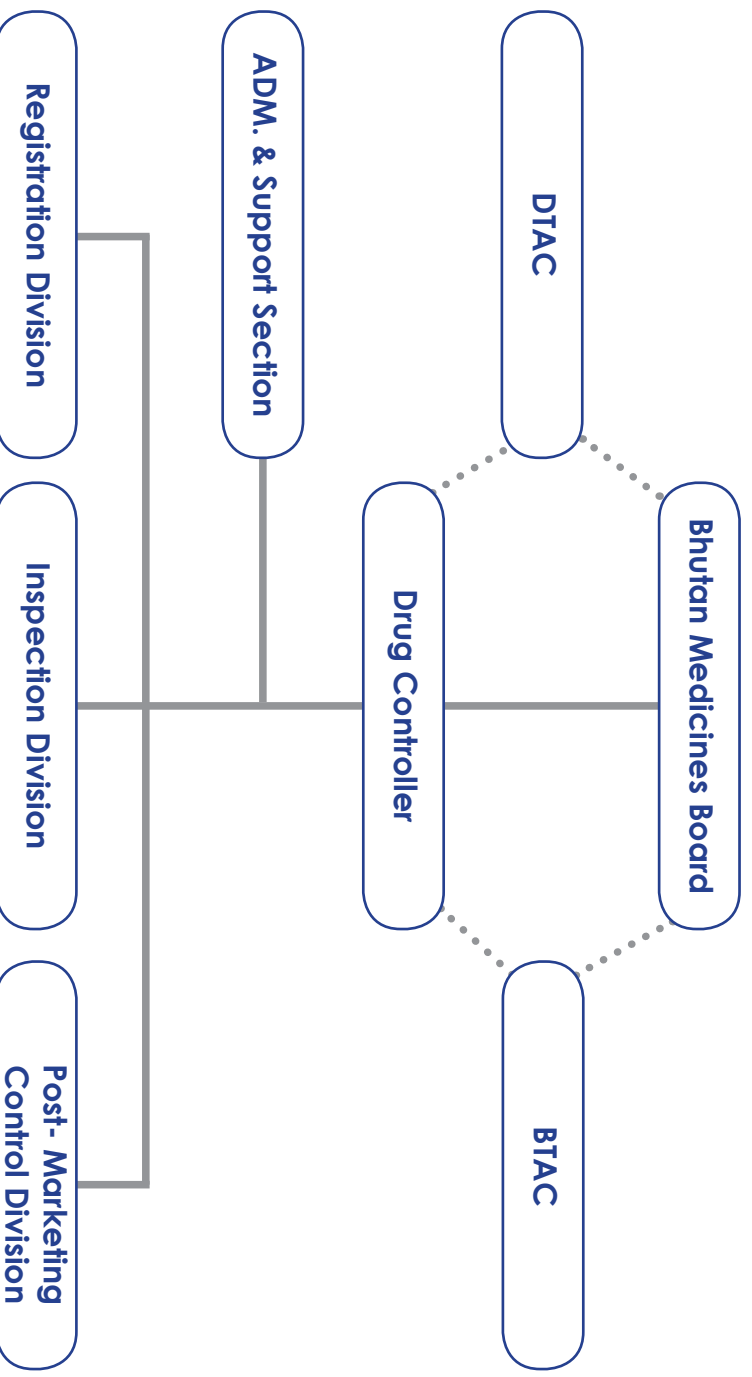 Bhutan Medicines Board
DTAC
BTAC
Drug Controller
ADM. & Support Section
Registration Division
Inspection Division
Post- Marketing
Control Division